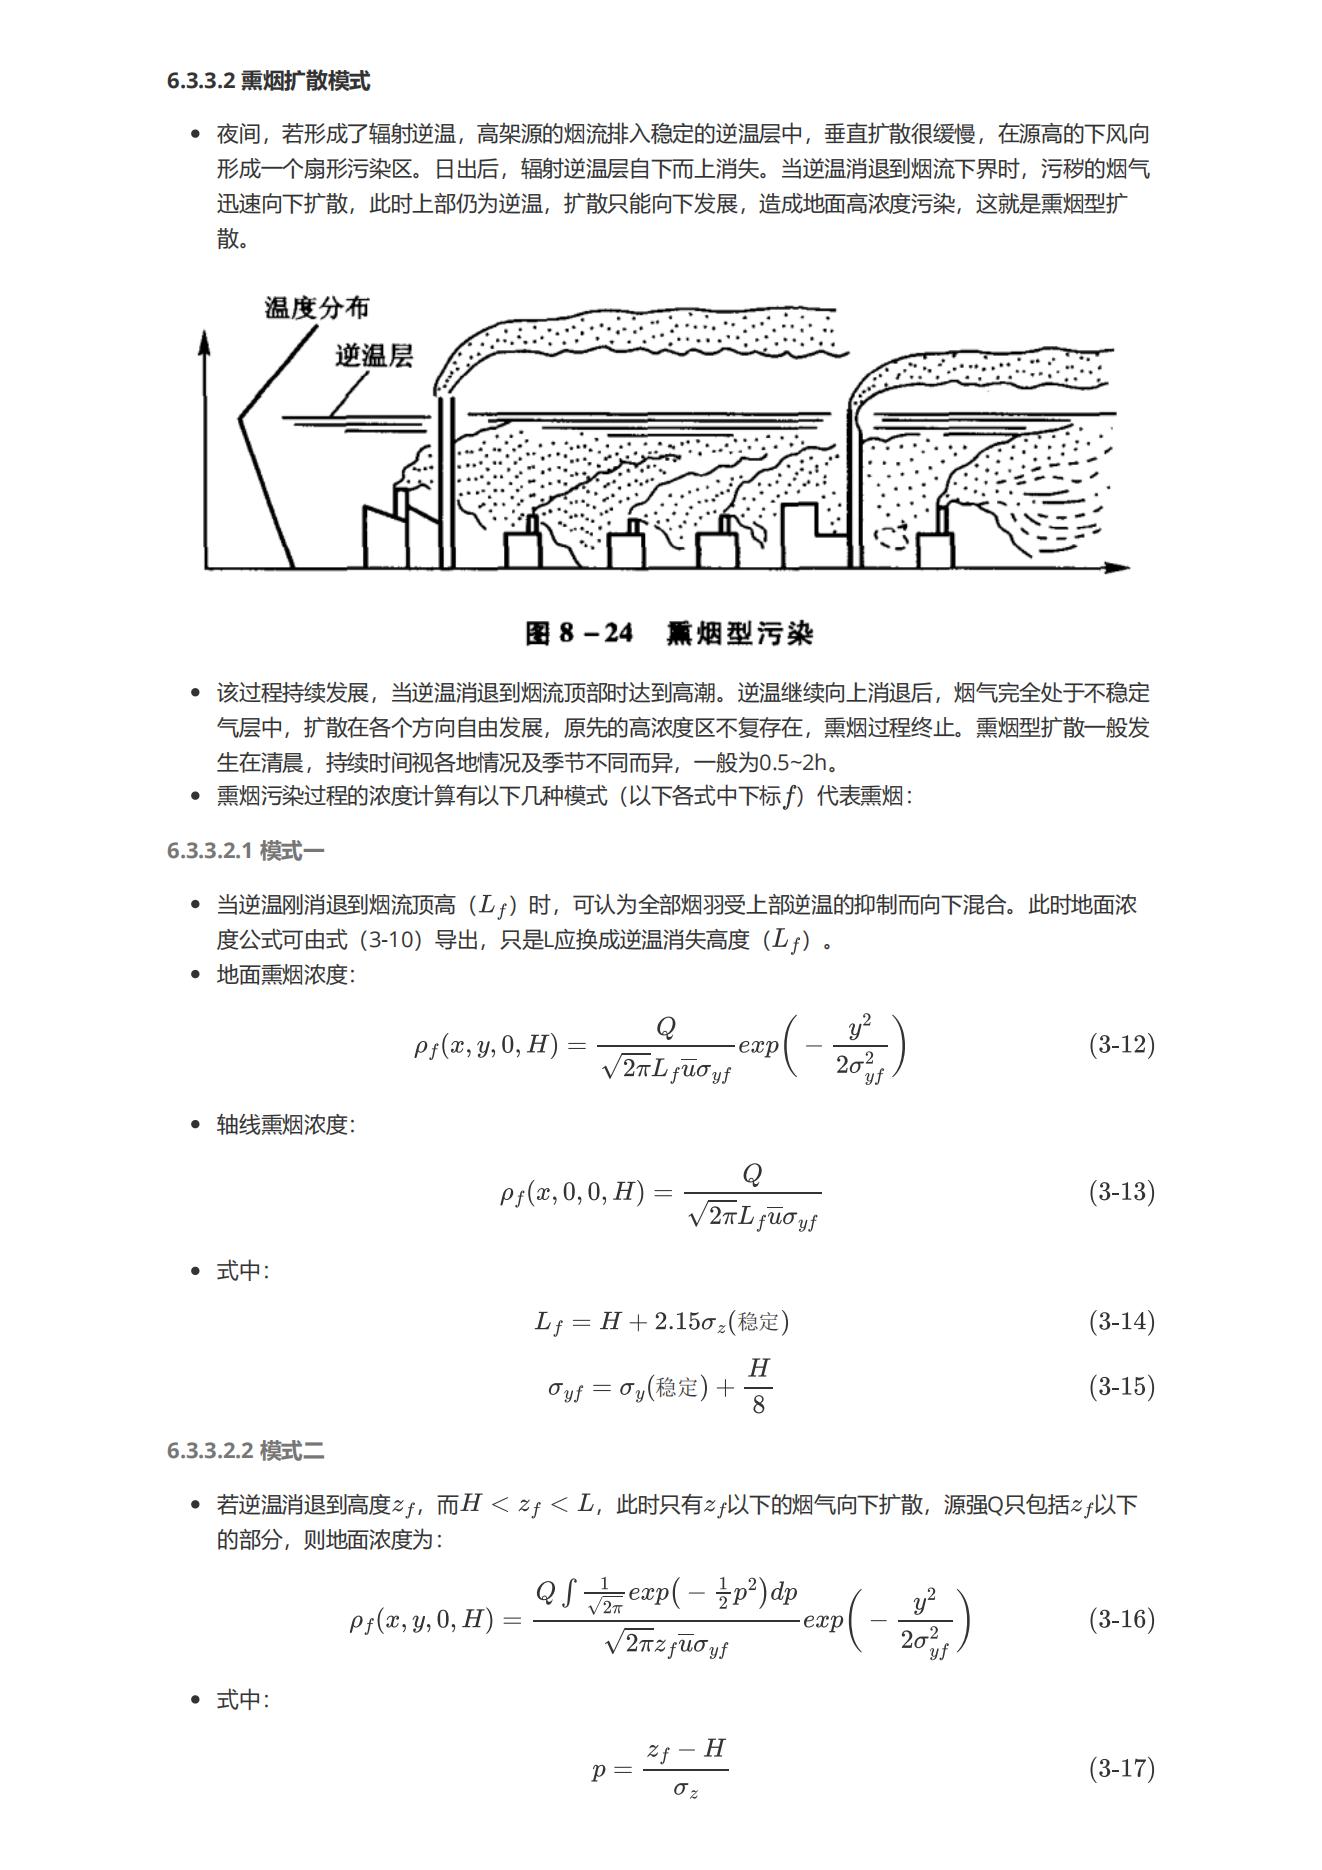 6.3.3.2 熏烟扩散模式
• 夜间，若形成了辐射逆温，高架源的烟流排入稳定的逆温层中，垂直扩散很缓慢，在源高的下风向
形成一个扇形污染区。日出后，辐射逆温层自下而上消失。当逆温消退到烟流下界时，污秽的烟气
迅速向下扩散，此时上部仍为逆温，扩散只能向下发展，造成地面高浓度污染，这就是熏烟型扩
散。
温度分布
逆温层
图 8－24 熏烟型污染
• 该过程持续发展，当逆温消退到烟流顶部时达到高潮。逆温继续向上消退后，烟气完全处于不稳定
气层中，扩散在各个方向自由发展，原先的高浓度区不复存在，熏烟过程终止。熏烟型扩散一般发
生在清晨，持续时间视各地情况及季节不同而异，一般为0.5~2h。
• 熏烟污染过程的浓度计算有以下几种模式（以下各式中下标$f$）代表熏烟：
6.3.3.2.1 模式一
• 当逆温刚消退到烟流顶高（$L_f$）时，可认为全部烟羽受上部逆温的抑制而向下混合。此时地面浓
度公式可由式（3-10）导出，只是L应换成逆温消失高度（$L_f$）。
• 地面熏烟浓度：
$\rho_f(x,y,0,H)=\frac{Q}{\sqrt{2\pi}L_f\overline{u}\sigma_{yf}}exp\left(-\frac{y^2}{2\sigma_{yf}^2}\right)$ (3-12)
• 轴线熏烟浓度：
$\rho_f(x,0,0,H)=\frac{Q}{\sqrt{2\pi}L_f\overline{u}\sigma_{yf}}$ (3-13)
• 式中：
$L_f=H+2.15\sigma_z(稳定)$ (3-14)
$\sigma_{yf}=\sigma_y(稳定)+\frac{H}{8}$ (3-15)
6.3.3.2.2 模式二
• 若逆温消退到高度$z_f$，而$H<z_f<L$，此时只有$z_f$以下的烟气向下扩散，源强Q只包括$z_f$以下
的部分，则地面浓度为：
$\rho_f(x,y,0,H)=\frac{Q\int\frac{1}{\sqrt{2\pi}}exp\left(-\frac{1}{2}p^2\right)dp}{\sqrt{2\pi}z_f\overline{u}\sigma_{yf}}exp\left(-\frac{y^2}{2\sigma_{yf}^2}\right)$ (3-16)
• 式中：
$p=\frac{z_f-H}{\sigma_z}$ (3-17)